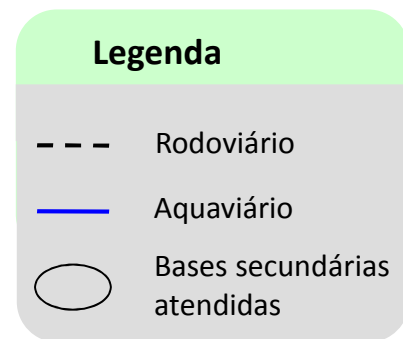 Legenda
Rodoviário
Aquaviário
Bases secundárias
atendidas